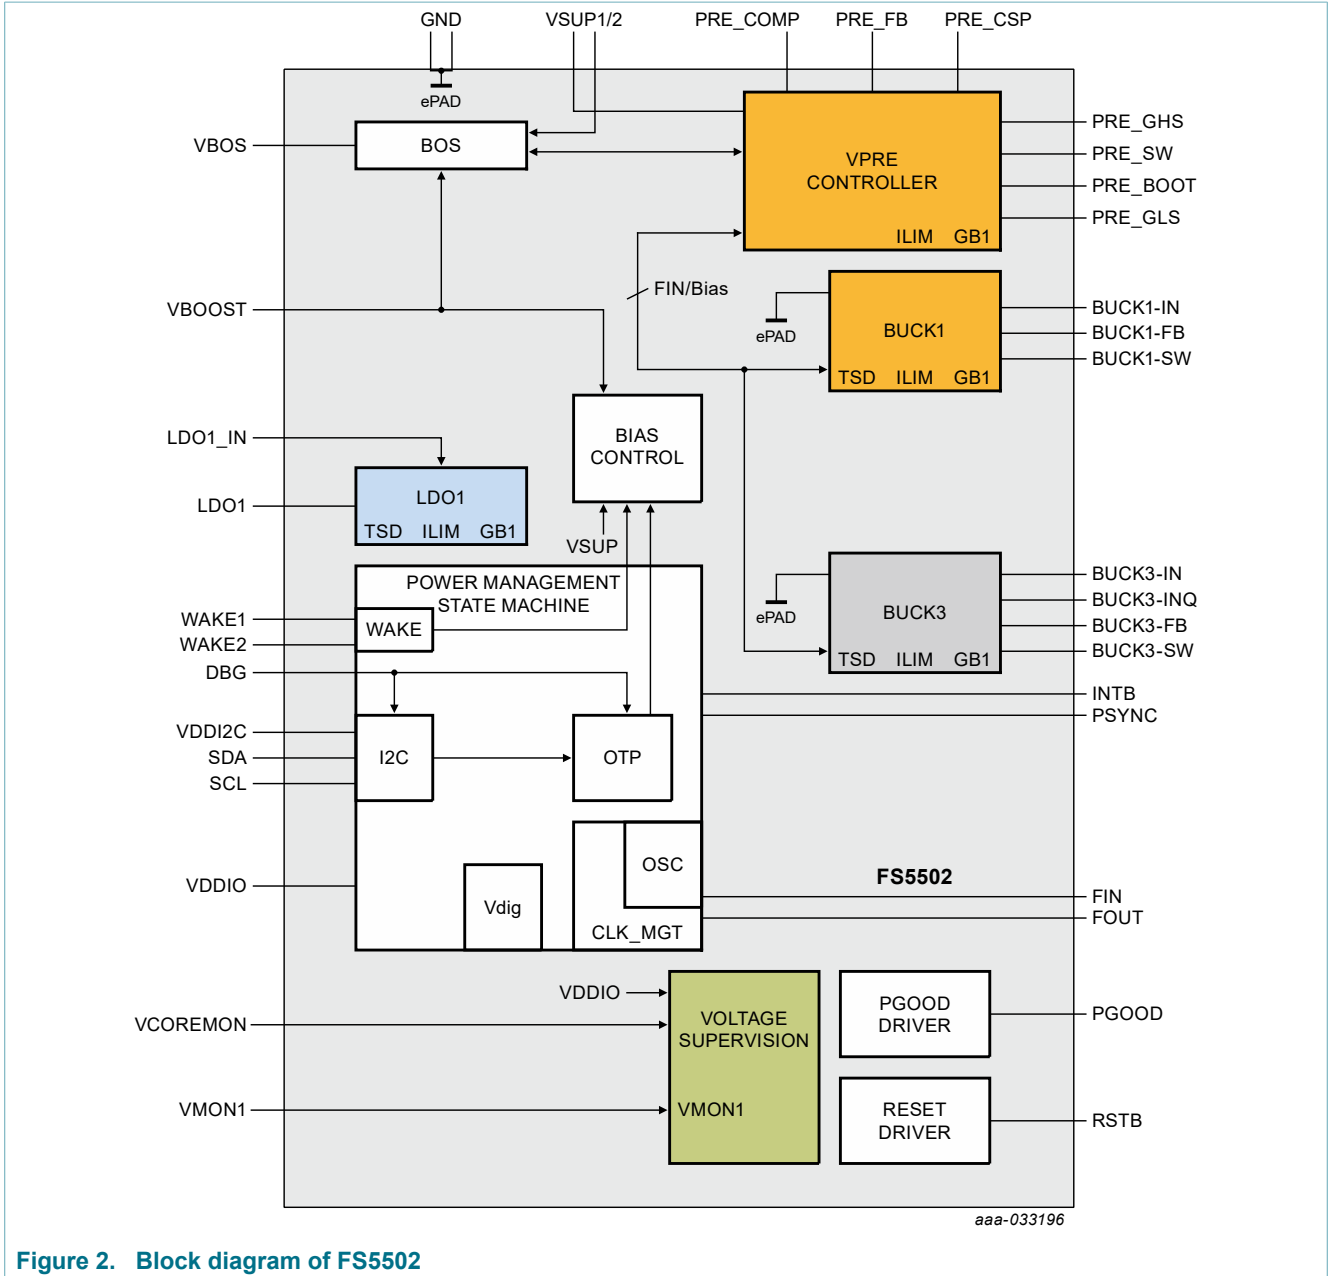 GND
VSUP1/2
PRE_COMP
PRE_FB
PRE_CSP
ePAD
VBOS
BOS
VPRE
CONTROLLER
ILIM GB1
PRE_GHS
PRE_SW
PRE_BOOT
PRE_GLS
FIN/Bias
VBOOST
ePAD
BUCK1
TSD ILIM GB1
BUCK1-IN
BUCK1-FB
BUCK1-SW
BIAS
CONTROL
LDO1_IN
LDO1
LDO1
TSD ILIM GB1
VSUP
POWER MANAGEMENT
STATE MACHINE
WAKE1
WAKE2
WAKE
DBG
ePAD
BUCK3
TSD ILIM GB1
BUCK3-IN
BUCK3-INQ
BUCK3-FB
BUCK3-SW
INTB
PSYNC
VDDI2C
SDA
SCL
I2C
OTP
VDDIO
Vdig
OSC
CLK_MGT
FS5502
FIN
FOUT
VDDIO
VCOREMON
VOLTAGE
SUPERVISION
VMON1
VMON1
PGOOD
DRIVER
PGOOD
RESET
DRIVER
RSTB
aaa-033196
Figure 2. Block diagram of FS5502